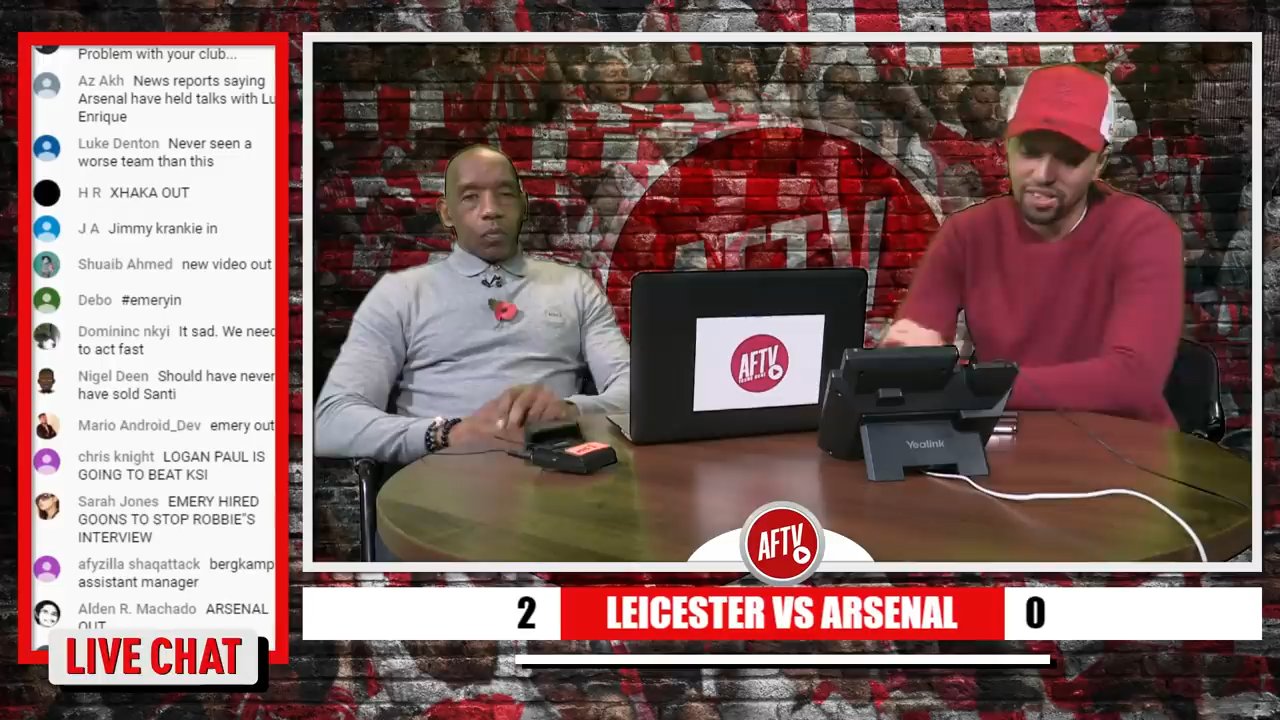 Problem with your club...
Az Akh News reports saying
Arsenal have held talks with Lu
Enrique
Luke Denton Never seen a
worse team than this
H R XHAKA OUT
J A Jimmy krankie in
Shuaib Ahmed new video out
Debo #emeryin
Domininc nkyi It sad. We need
to act fast
Nigel Deen Should have never
have sold Santi
Mario Android_Dev emery out
chris knight LOGAN PAUL IS
GOING TO BEAT KSI
Sarah Jones EMERY HIRED
GOONS TO STOP ROBBIE"S
INTERVIEW
afyzilla shaqattack bergkamp
assistant manager
Alden R. Machado ARSENAL
OUT
LIVE CHAT
AFTV
AFTV
Yealink
AFTV
2 LEICESTER VS ARSENAL 0